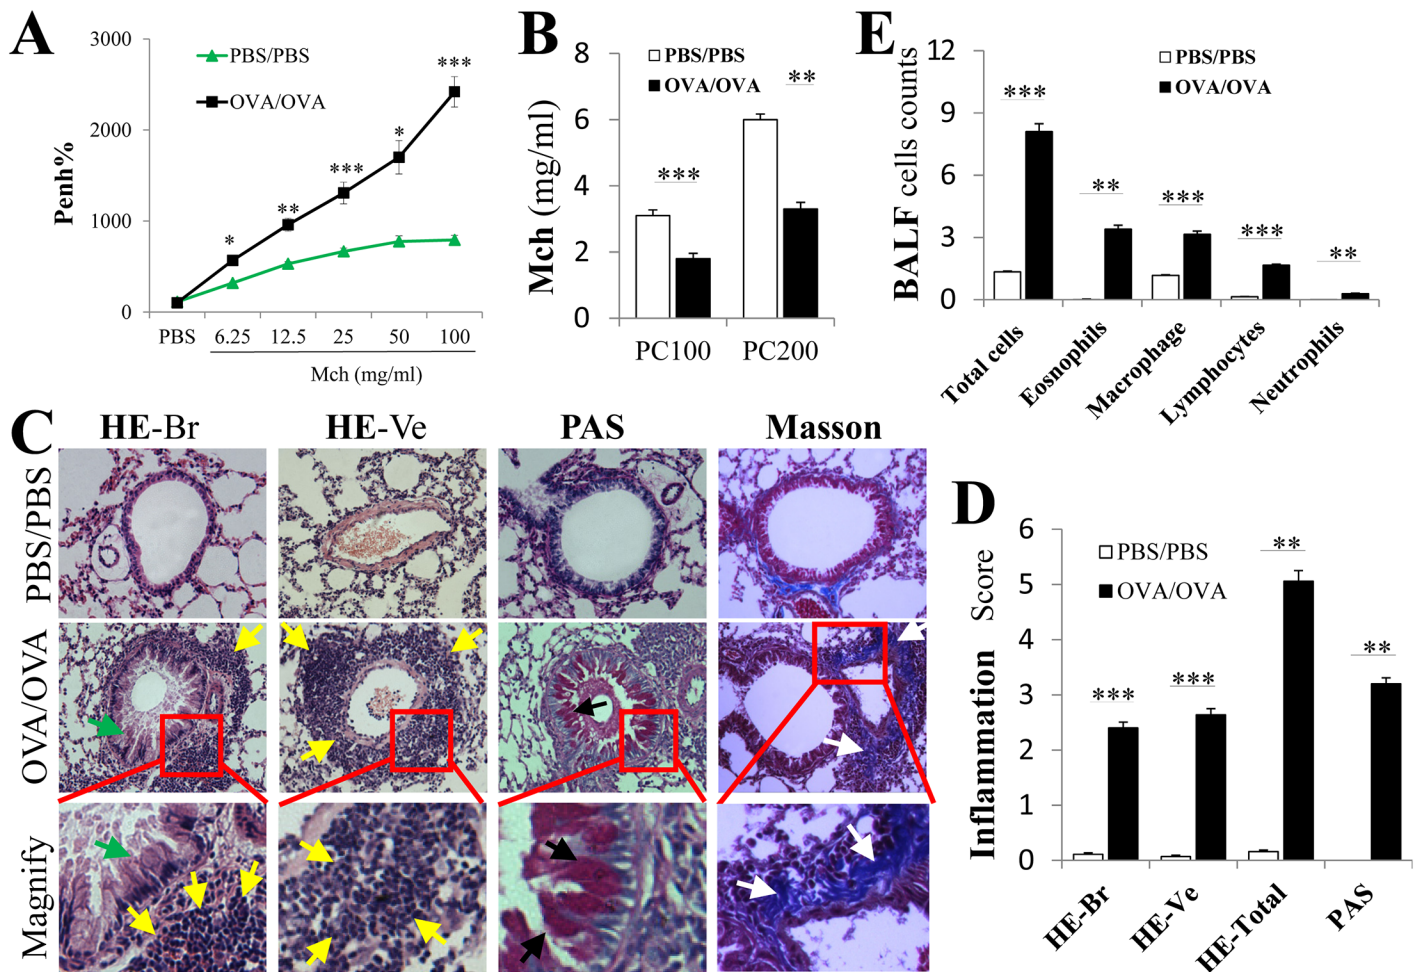 A
3000
2000
1000
0
Penh%
PBS/PBS
OVA/OVA
*
**
***
*
***
PBS
6.25
12.5
25
50
100
Mch (mg/ml)
B
8
6
4
2
0
Mch (mg/ml)
PBS/PBS
OVA/OVA
***
**
PC100
PC200
E
12
9
6
3
0
BALF cells counts
PBS/PBS
OVA/OVA
***
**
***
***
**
Total cells
Eosnophils
Macrophage
Lymphocytes
Neutrophils
C
HE-Br
HE-Ve
PAS
Masson
PBS/PBS
OVA/OVA
Magnify
D
6
5
4
3
2
1
0
Inflammation Score
PBS/PBS
OVA/OVA
***
***
**
**
HE-Br
HE-Ve
HE-Total
PAS